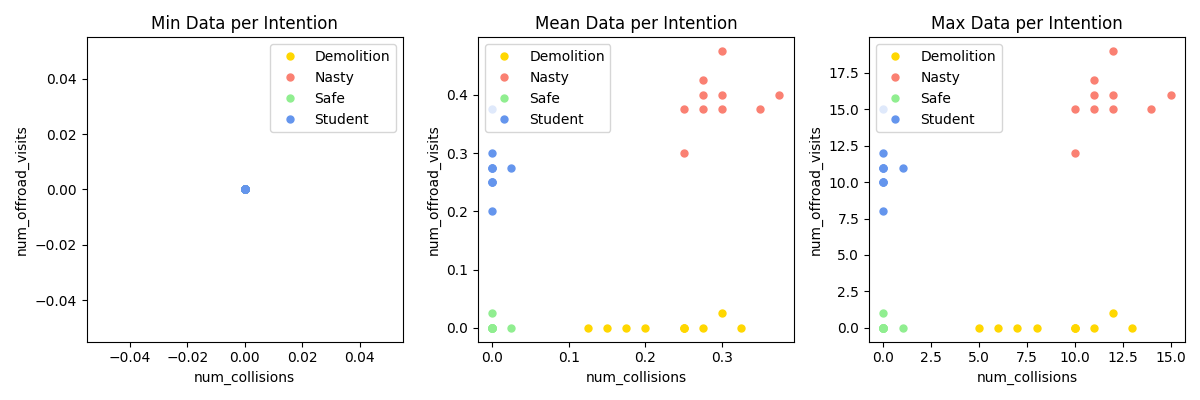 Min Data per Intention
Demolition
Nasty
Safe
Student
0.04
0.02
0.00
−0.02
−0.04
num_offroad_visits
−0.04
−0.02
0.00
0.02
0.04
num_collisions
Mean Data per Intention
Demolition
Nasty
Safe
Student
0.4
0.3
0.2
0.1
0.0
num_offroad_visits
0.0
0.1
0.2
0.3
num_collisions
Max Data per Intention
Demolition
Nasty
Safe
Student
17.5
15.0
12.5
10.0
7.5
5.0
2.5
0.0
num_offroad_visits
0.0
2.5
5.0
7.5
10.0
12.5
15.0
num_collisions